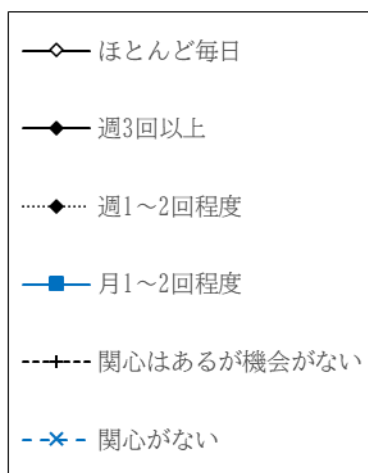 ほとんど毎日
週3回以上
週1～2回程度
月1～2回程度
関心はあるが機会がない
関心がない